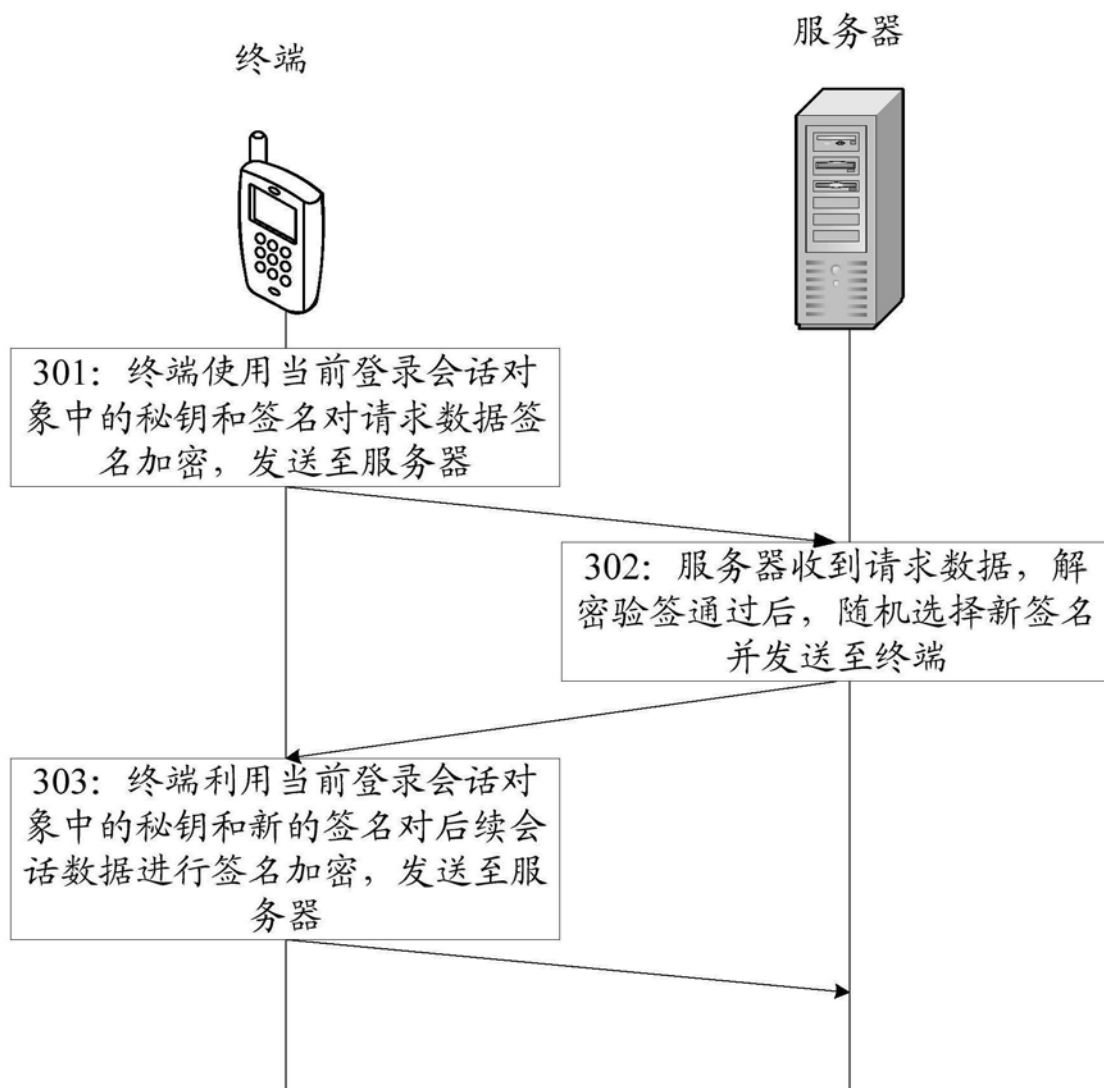 终端
服务器
301：终端使用当前登录会话对
象中的秘钥和签名对请求数据签
名加密，发送至服务器
302：服务器收到请求数据，解
密验签通过后，随机选择新签名
并发送至终端
303：终端利用当前登录会话对
象中的秘钥和新的签名对后续会
话数据进行签名加密，发送至服
务器